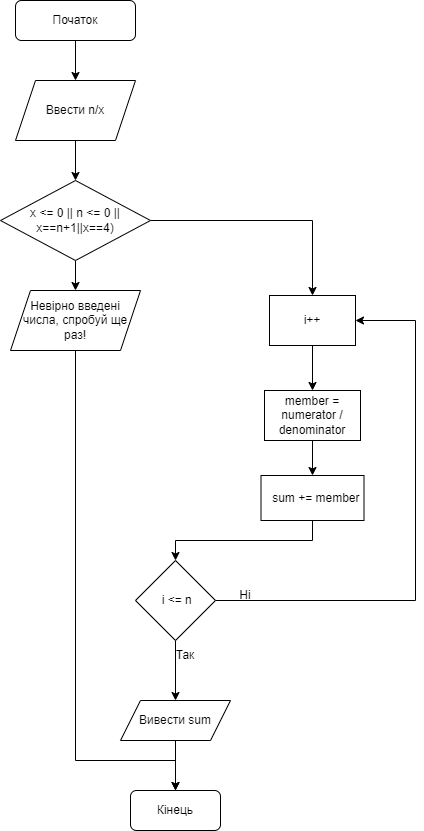 Початок
Ввести n/x
x <= 0 || n <= 0 ||
x==n+1||x==4)
Невірно введені
числа, спробуй ще
раз!
i++
member =
numerator /
denominator
sum += member
i <= n
Ні
Так
Вивести sum
Кінець